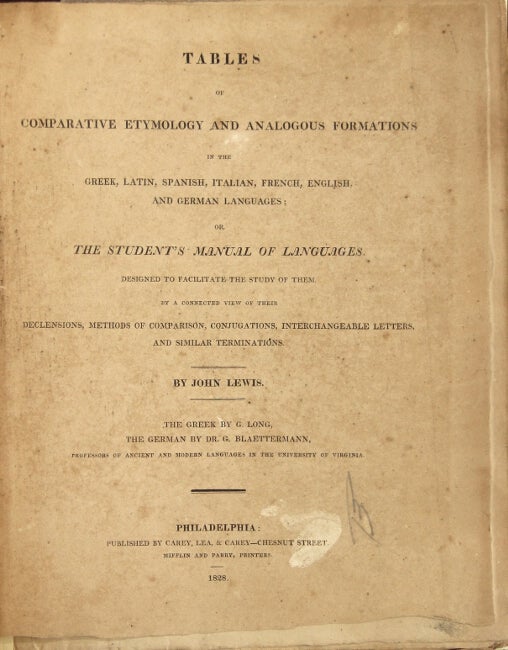 TABLES
OF
COMPARATIVE ETYMOLOGY AND ANALOGOUS FORMATIONS
IN THE
GREEK, LATIN, SPANISH, ITALIAN, FRENCH, ENGLISH,
AND GERMAN LANGUAGES;
OR,
THE STUDENT'S MANUAL OF LANGUAGES.
DESIGNED TO FACILITATE THE STUDY OF THEM,
BY A CONNECTED VIEW OF THEIR
DECLENSIONS, METHODS OF COMPARISON, CONJUGATIONS, INTERCHANGEABLE LETTERS,
AND SIMILAR TERMINATIONS.
BY JOHN LEWIS.
THE GREEK BY G. LONG,
THE GERMAN BY DR. G. BLAETTERMANN,
PROFESSORS OF ANCIENT AND MODERN LANGUAGES IN THE UNIVERSITY OF VIRGINIA.
PHILADELPHIA:
PUBLISHED BY CAREY, LEA, & CAREY—CHESNUT STREET.
MIFFLIN AND PARRY, PRINTERS.
1828.